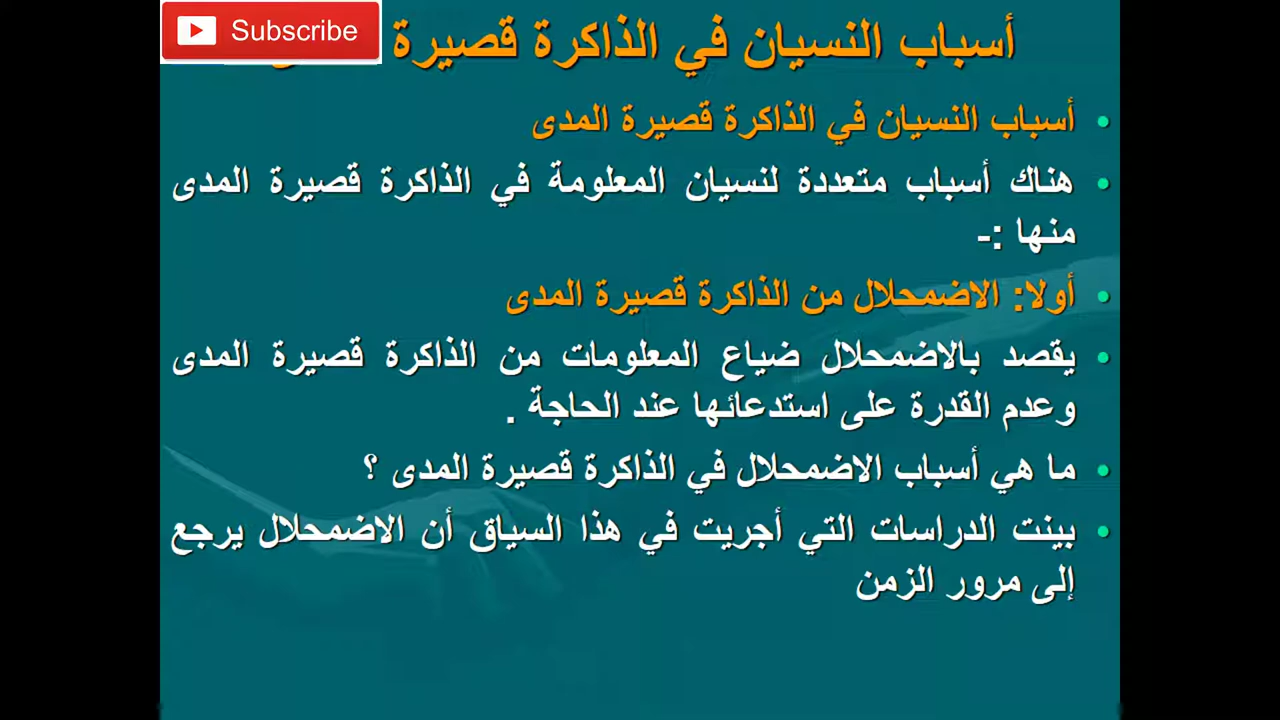 Subscribe
أسباب النسيان في الذاكرة قصيرة
أسباب النسيان في الذاكرة قصيرة المدى
هناك أسباب متعددة لنسيان المعلومة في الذاكرة قصيرة المدى
منها :-
أولا: الاضمحلال من الذاكرة قصيرة المدى
يقصد بالاضمحلال ضياع المعلومات من الذاكرة قصيرة المدى
وعدم القدرة على استدعائها عند الحاجة .
ما هي أسباب الاضمحلال في الذاكرة قصيرة المدى ؟
بينت الدراسات التي أجريت في هذا السياق أن الاضمحلال يرجع
إلى مرور الزمن